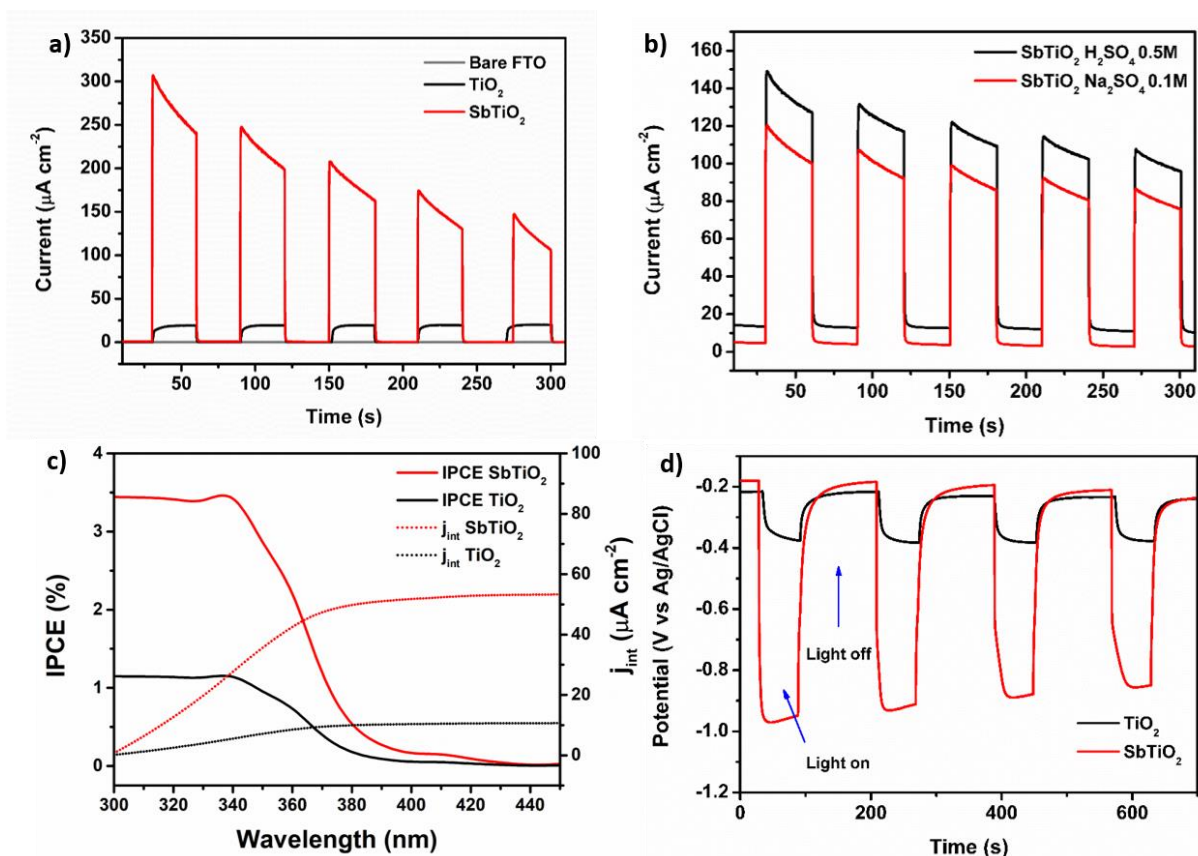 a)
Bare FTO
TiO₂
SbTiO₂
350
300
250
200
150
100
50
0
50
100
150
200
250
300
Current (μA cm⁻²)
Time (s)
b)
SbTiO₂ H₂SO₄ 0.5M
SbTiO₂ Na₂SO₄ 0.1M
160
140
120
100
80
60
40
20
0
50
100
150
200
250
300
Current (μA cm⁻²)
Time (s)
c)
IPCE SbTiO₂
IPCE TiO₂
j_int SbTiO₂
j_int TiO₂
4
3
2
1
0
100
80
60
40
20
0
300
320
340
360
380
400
420
440
IPCE (%)
j_int (μA cm⁻²)
Wavelength (nm)
d)
-0.2
-0.4
-0.6
-0.8
-1.0
-1.2
0
200
400
600
Light off
Light on
TiO₂
SbTiO₂
Potential (V vs Ag/AgCl)
Time (s)